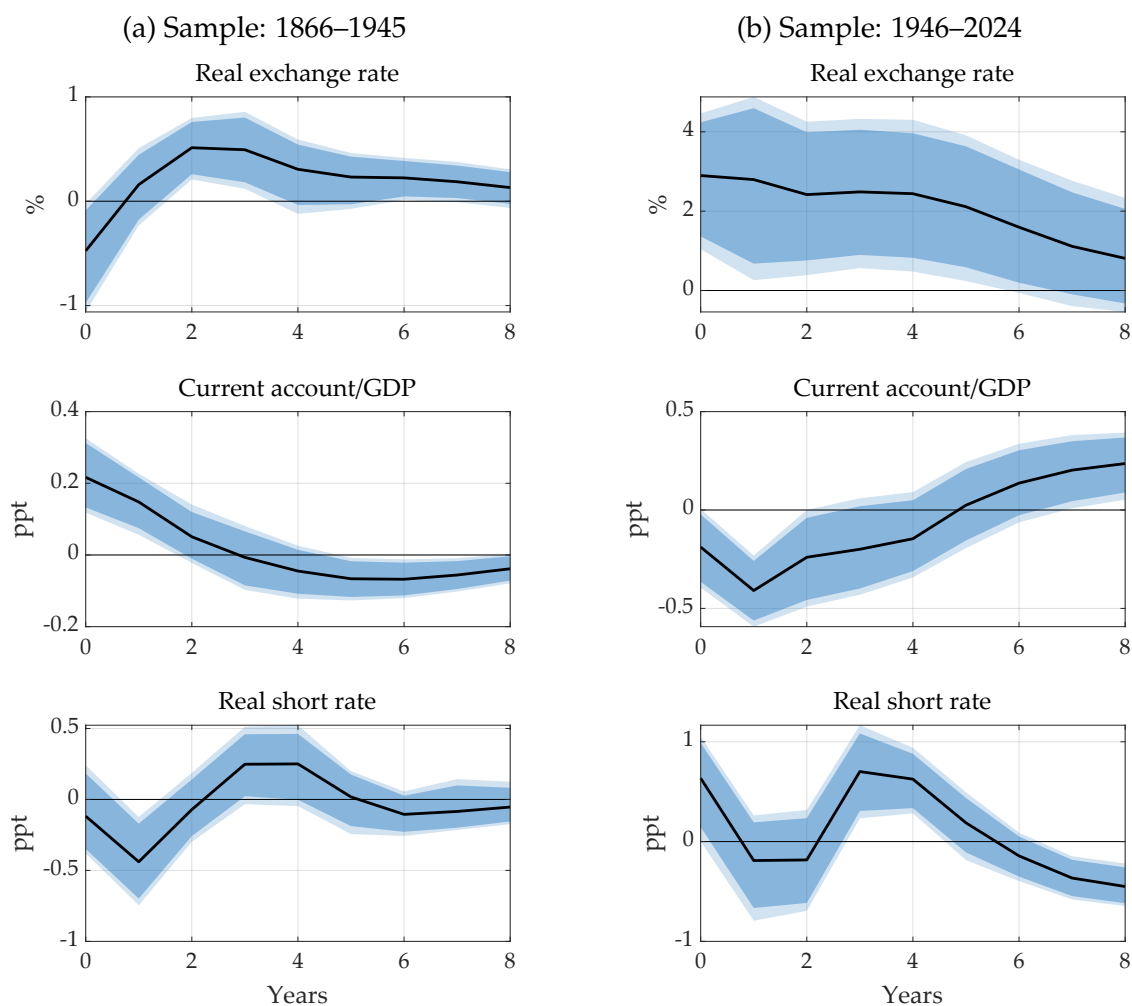 (a) Sample: 1866–1945
Real exchange rate
1
0
-1
%
0 2 4 6 8
Current account/GDP
0.4
0.2
0
-0.2
ppt
0 2 4 6 8
Real short rate
0.5
0
-0.5
-1
ppt
0 2 4 6 8
Years
(b) Sample: 1946–2024
Real exchange rate
4
2
0
%
0 2 4 6 8
Current account/GDP
0.5
0
-0.5
ppt
0 2 4 6 8
Real short rate
1
0
-1
ppt
0 2 4 6 8
Years